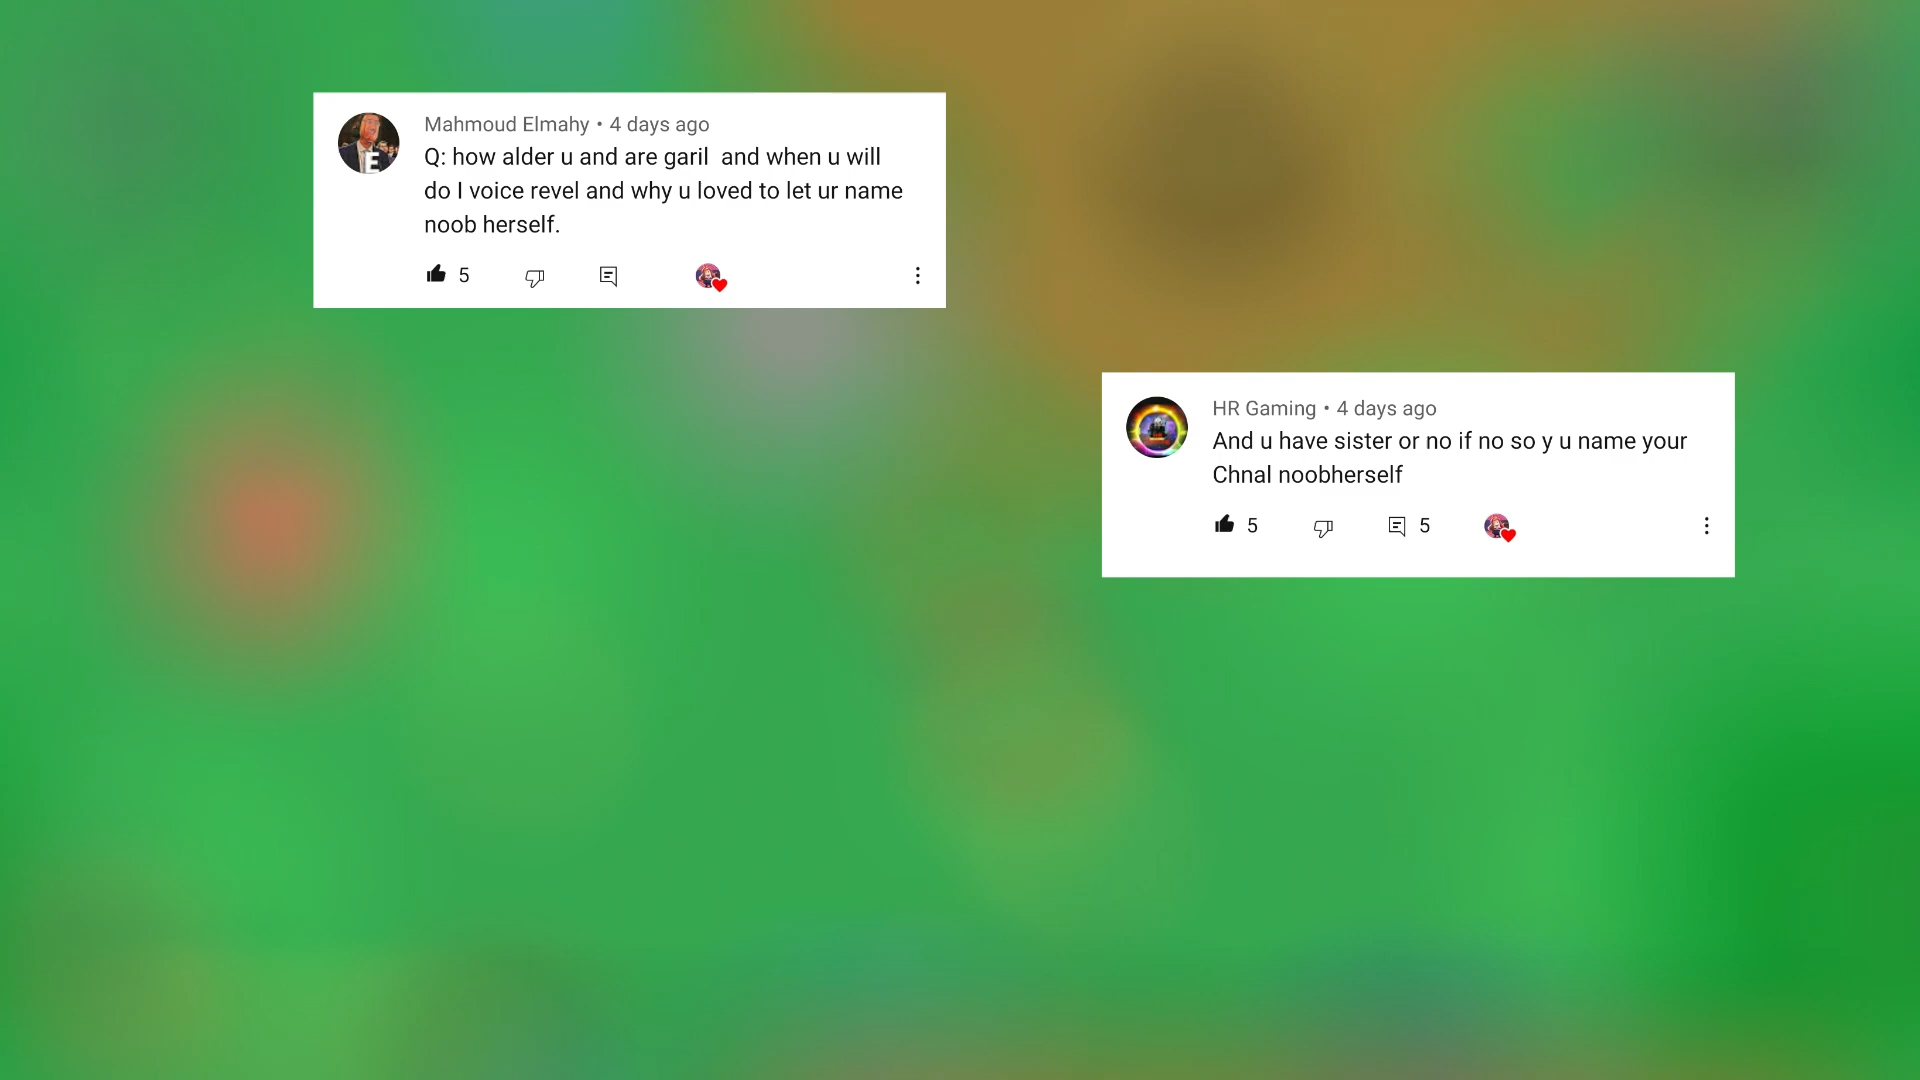 Mahmoud Elmahy • 4 days ago
Q: how alder u and are garil  and when u will
do I voice revel and why u loved to let ur name
noob herself.
5
E
HR Gaming • 4 days ago
And u have sister or no if no so y u name your
Chnal noobherself
5 5